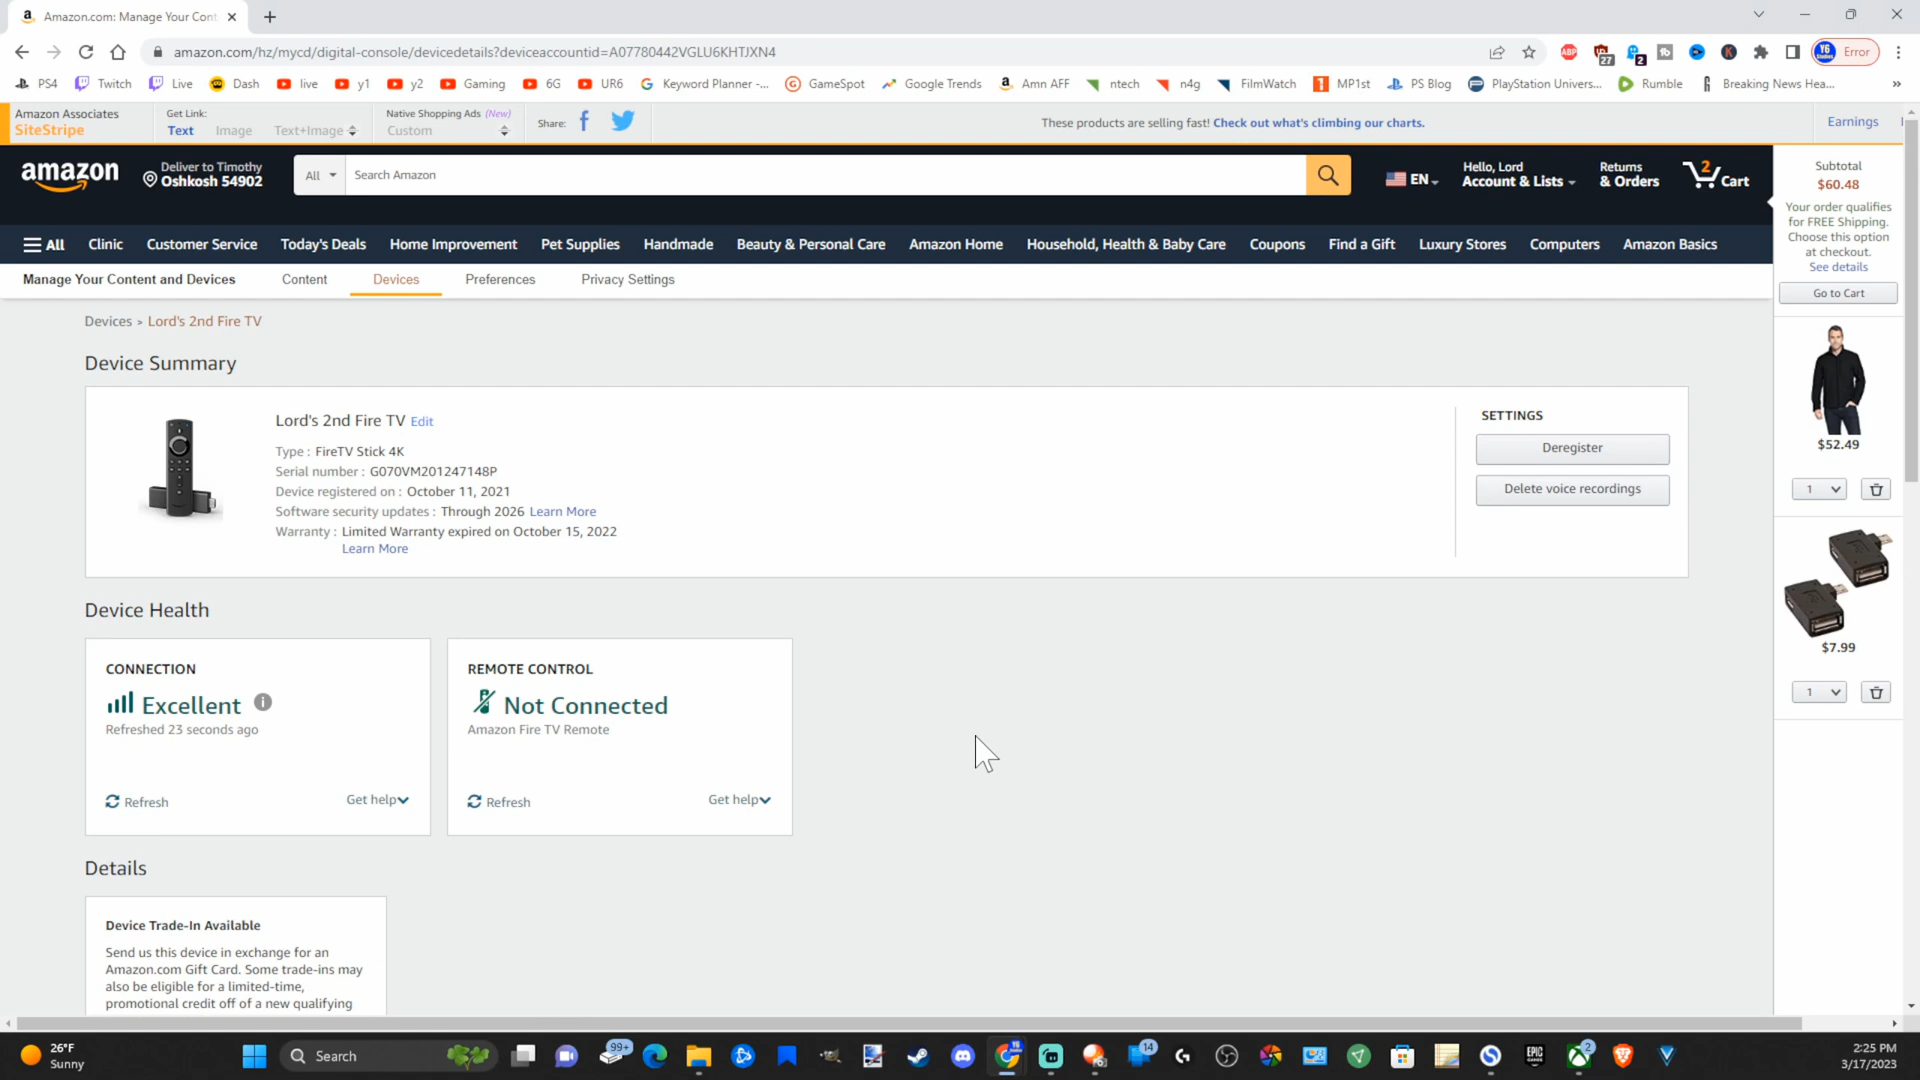 Amazon.com: Manage Your Cont
amazon.com/hz/mycd/digital-console/devicedetails?deviceaccountid=A07780442VGLU6KHTJXN4
27
2
Error
PS4 Twitch Live Dash live y1 y2 Gaming 6G UR6 Keyword Planner -... GameSpot Google Trends Amn AFF ntech n4g FilmWatch MP1st PS Blog PlayStation Univers... Rumble Breaking News Hea... »
Amazon Associates
SiteStripe
Get Link:
Text Image Text+Image
Native Shopping Ads (New)
Custom
Share:
These products are selling fast! Check out what's climbing our charts.
Earnings
amazon
Deliver to Timothy
Oshkosh 54902
All
Search Amazon
EN
Hello, Lord
Account & Lists
Returns
& Orders
2
Cart
All Clinic Customer Service Today's Deals Home Improvement Pet Supplies Handmade Beauty & Personal Care Amazon Home Household, Health & Baby Care Coupons Find a Gift Luxury Stores Computers Amazon Basics
Manage Your Content and Devices Content Devices Preferences Privacy Settings
Subtotal
$60.48
Your order qualifies
for FREE Shipping.
Choose this option
at checkout.
See details
Go to Cart
$52.49
1
$7.99
1
Devices > Lord's 2nd Fire TV
Device Summary
Lord's 2nd Fire TV Edit
Type : FireTV Stick 4K
Serial number : G070VM201247148P
Device registered on : October 11, 2021
Software security updates : Through 2026 Learn More
Warranty : Limited Warranty expired on October 15, 2022
Learn More
SETTINGS
Deregister
Delete voice recordings
Device Health
CONNECTION
Excellent
Refreshed 23 seconds ago
Refresh
Get help
REMOTE CONTROL
Not Connected
Amazon Fire TV Remote
Refresh
Get help
Details
Device Trade-In Available
Send us this device in exchange for an
Amazon.com Gift Card. Some trade-ins may
also be eligible for a limited-time,
promotional credit off of a new qualifying
26°F
Sunny
Search
99+
14
EPIC
2
2:25 PM
3/17/2023